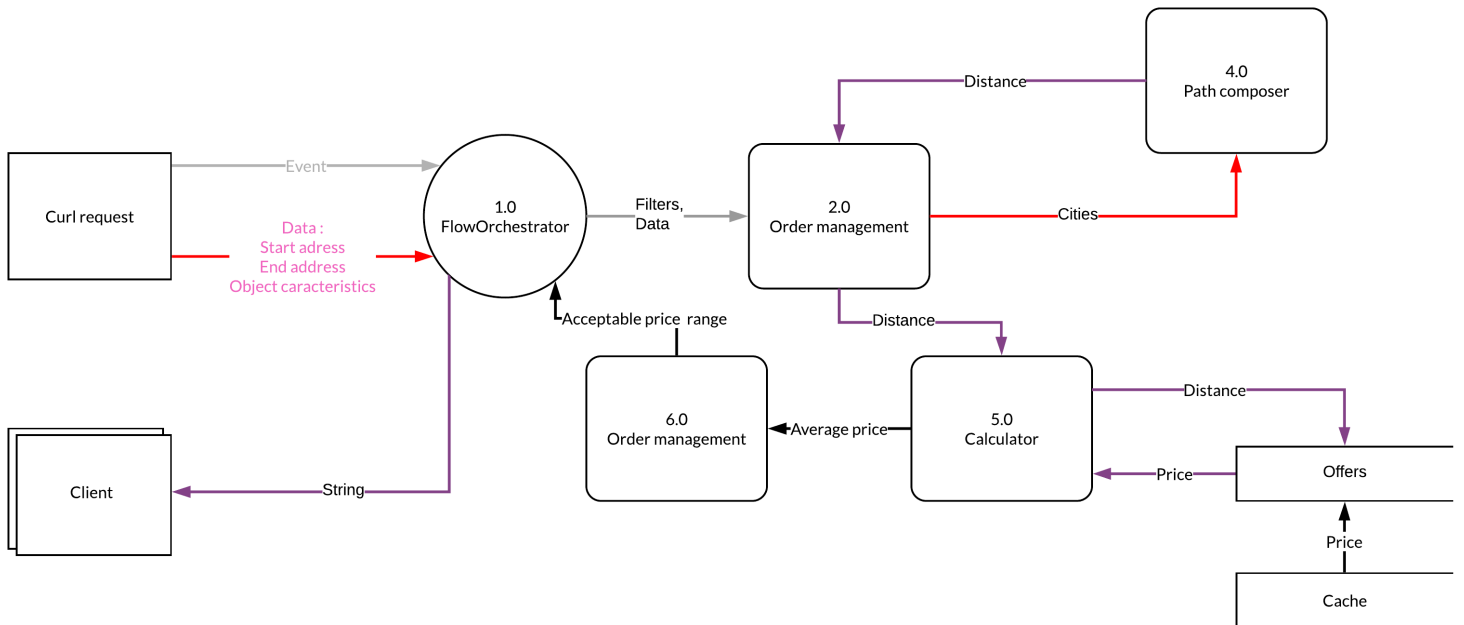 4.0
Path composer
Distance
Curl request
Event
Data :
Start adress
End address
Object caracteristics
1.0
FlowOrchestrator
Filters,
Data
2.0
Order management
Cities
Acceptable price range
Distance
6.0
Order management
Average price
5.0
Calculator
Distance
Offers
Price
Client
String
Price
Cache